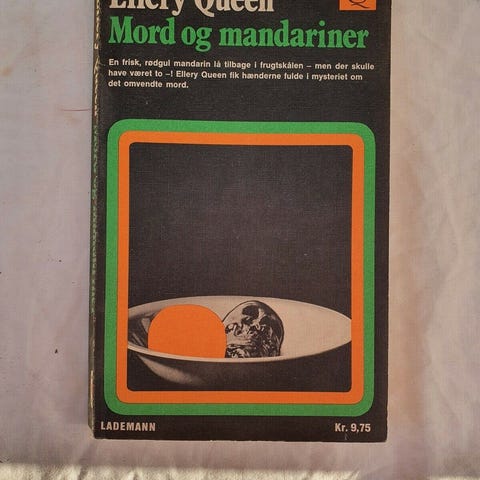 Ellery Queen
Mord og mandariner
En frisk, rødgul mandarin lå tilbage i frugtskålen – men der skulle
have været to –! Ellery Queen fik hænderne fulde i mysteriet om
det omvendte mord.
LADEMANN
Kr. 9,75